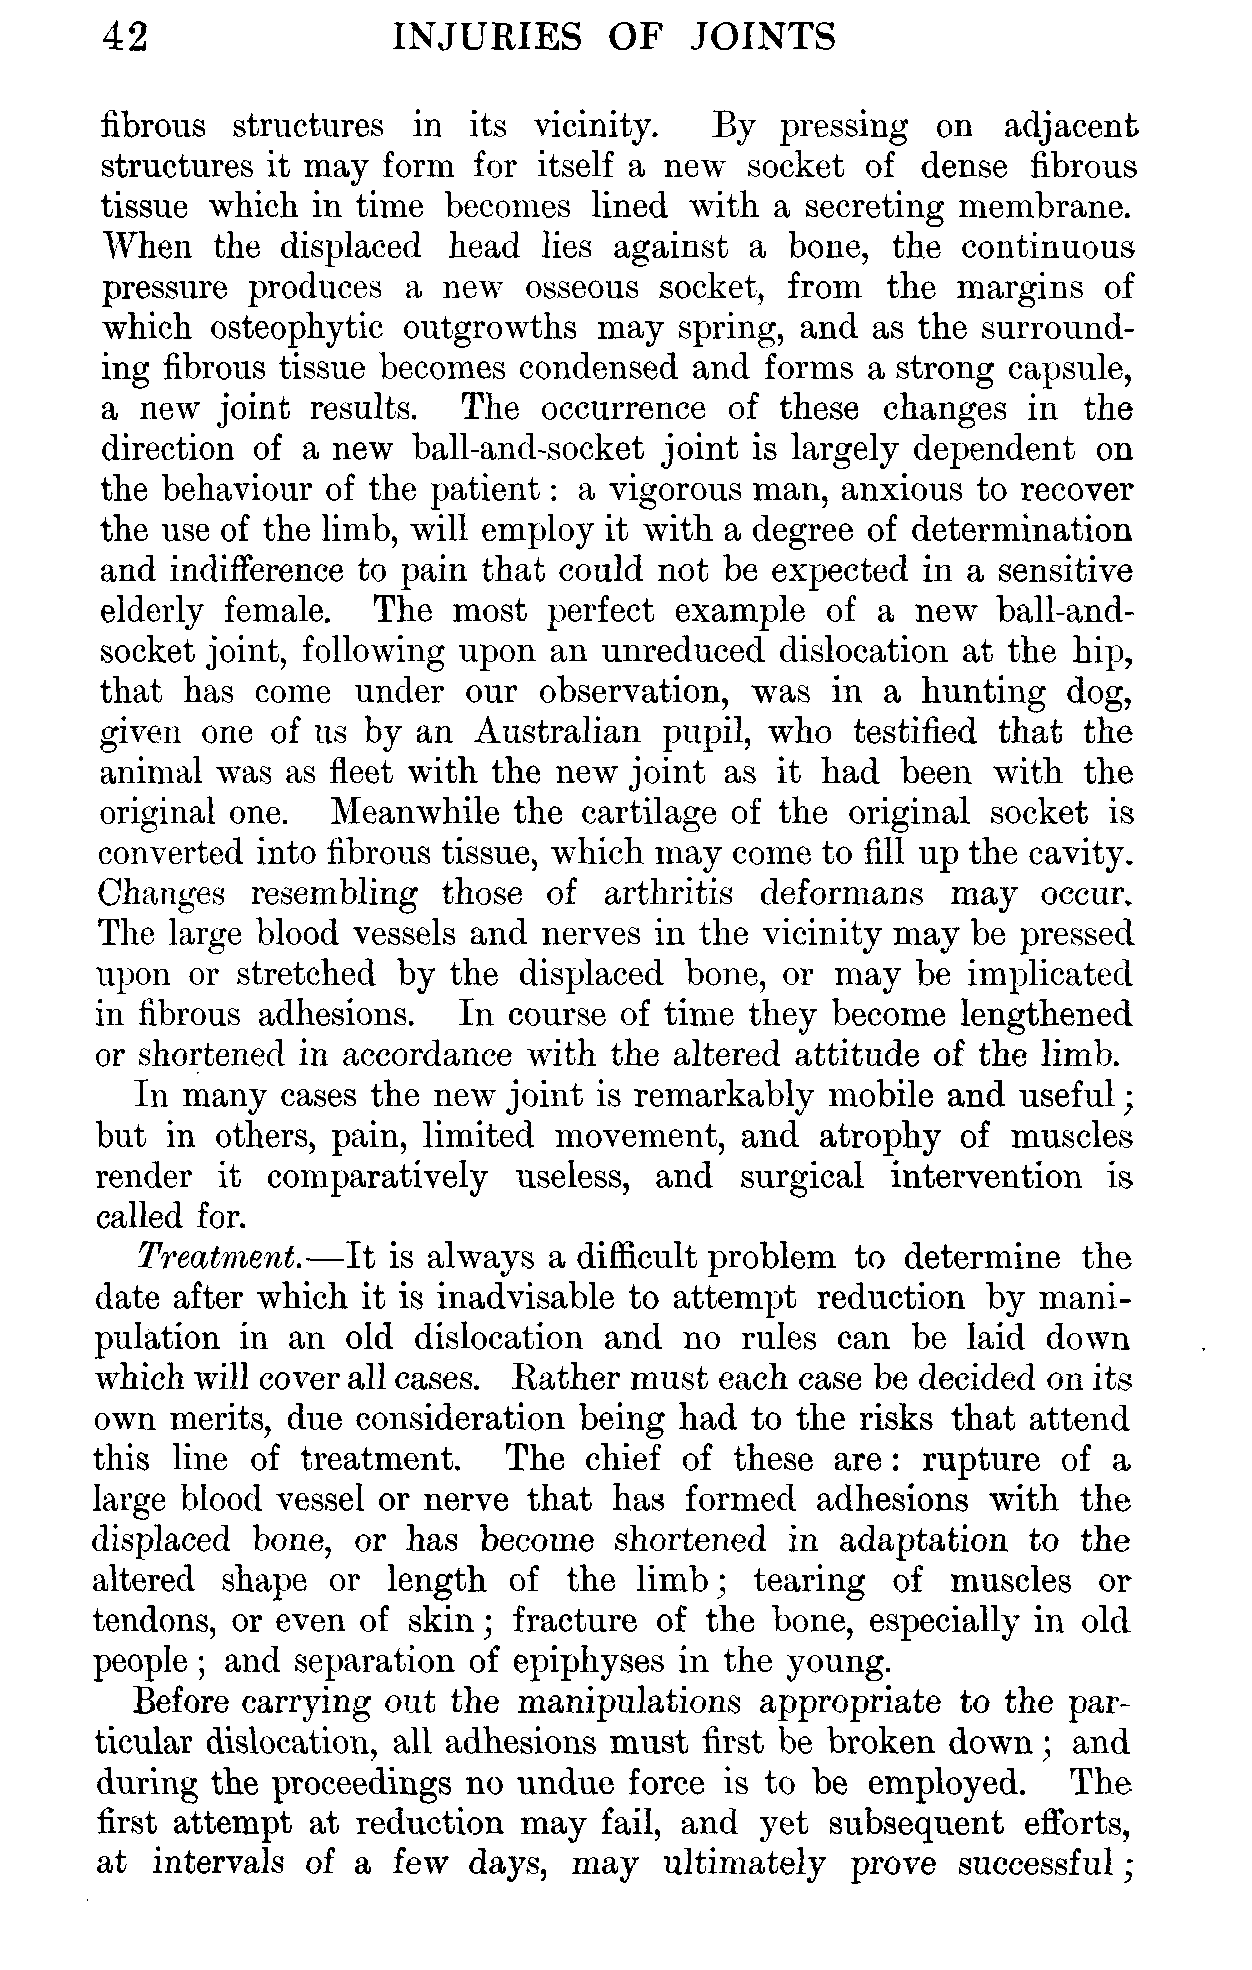 42 INJURIES OF JOINTS
fibrous structures in its vicinity. By pressing on adjacent
structures it may form for itself a new socket of dense fibrous
tissue which in time becomes lined with a secreting membrane.
When the displaced head lies against a bone, the continuous
pressure produces a new osseous socket, from the margins of
which osteophytic outgrowths may spring, and as the surround-
ing fibrous tissue becomes condensed and forms a strong capsule,
a new joint results. The occurrence of these changes in the
direction of a new ball-and-socket joint is largely dependent on
the behaviour of the patient : a vigorous man, anxious to recover
the use of the limb, will employ it with a degree of determination
and indifference to pain that could not be expected in a sensitive
elderly female. The most perfect example of a new ball-and-
socket joint, following upon an unreduced dislocation at the hip,
that has come under our observation, was in a hunting dog,
given one of us by an Australian pupil, who testified that the
animal was as fleet with the new joint as it had been with the
original one. Meanwhile the cartilage of the original socket is
converted into fibrous tissue, which may come to fill up the cavity.
Changes resembling those of arthritis deformans may occur.
The large blood vessels and nerves in the vicinity may be pressed
upon or stretched by the displaced bone, or may be implicated
in fibrous adhesions. In course of time they become lengthened
or shortened in accordance with the altered attitude of the limb.
In many cases the new joint is remarkably mobile and useful ;
but in others, pain, limited movement, and atrophy of muscles
render it comparatively useless, and surgical intervention is
called for.
Treatment.—It is always a difficult problem to determine the
date after which it is inadvisable to attempt reduction by mani-
pulation in an old dislocation and no rules can be laid down
which will cover all cases. Rather must each case be decided on its
own merits, due consideration being had to the risks that attend
this line of treatment. The chief of these are : rupture of a
large blood vessel or nerve that has formed adhesions with the
displaced bone, or has become shortened in adaptation to the
altered shape or length of the limb ; tearing of muscles or
tendons, or even of skin ; fracture of the bone, especially in old
people ; and separation of epiphyses in the young.
Before carrying out the manipulations appropriate to the par-
ticular dislocation, all adhesions must first be broken down ; and
during the proceedings no undue force is to be employed. The
first attempt at reduction may fail, and yet subsequent efforts,
at intervals of a few days, may ultimately prove successful ;